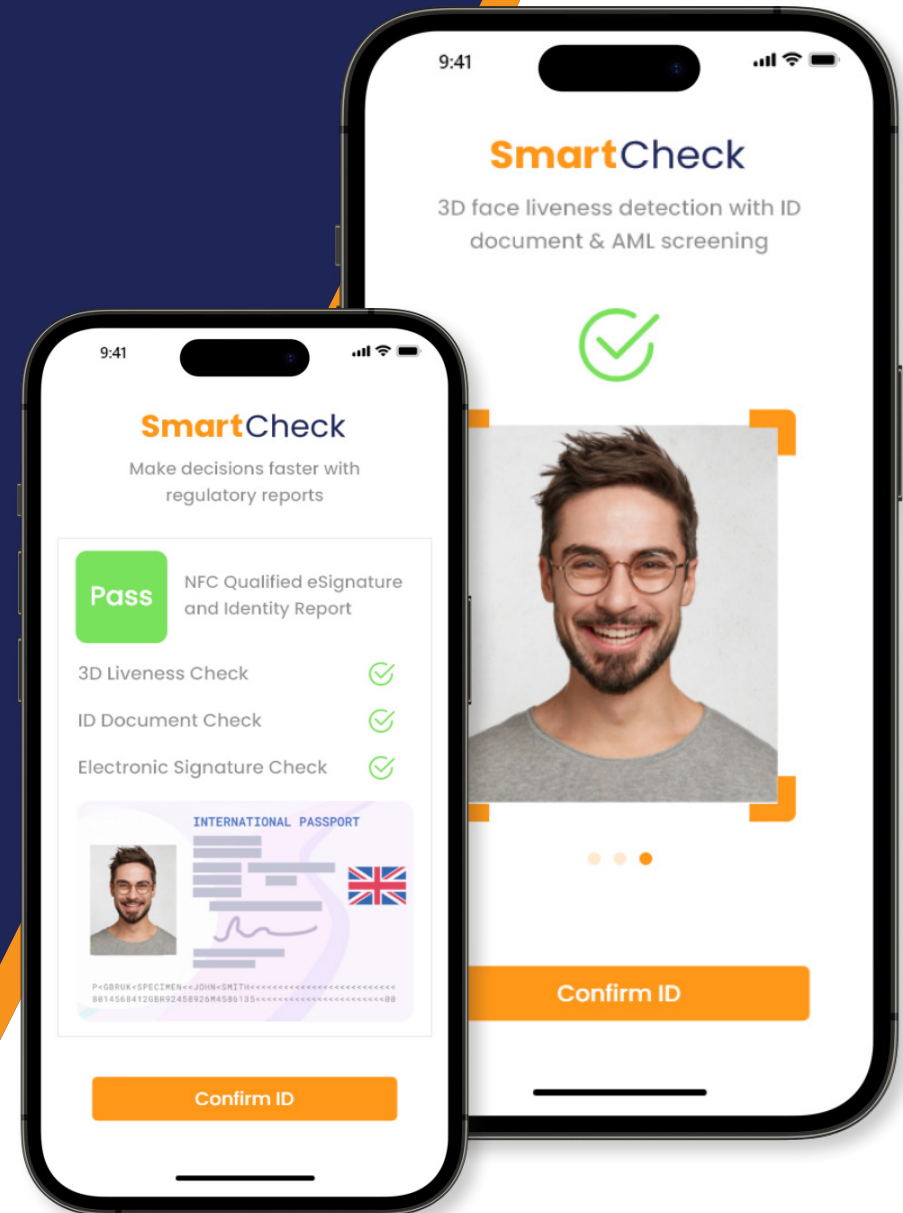 9:41
SmartCheck
3D face liveness detection with ID
document & AML screening
Confirm ID
9:41
SmartCheck
Make decisions faster with
regulatory reports
Pass
NFC Qualified eSignature
and Identity Report
3D Liveness Check
ID Document Check
Electronic Signature Check
INTERNATIONAL PASSPORT
P<GBRUK<SPECIMEN<<JOHN<SMITH<<<<<<<<<<<<<<<<<<<<<<<<<<
8014568412GBR92458926M4586135<<<<<<<<<<<<<<<<<<<<<<<00
Confirm ID